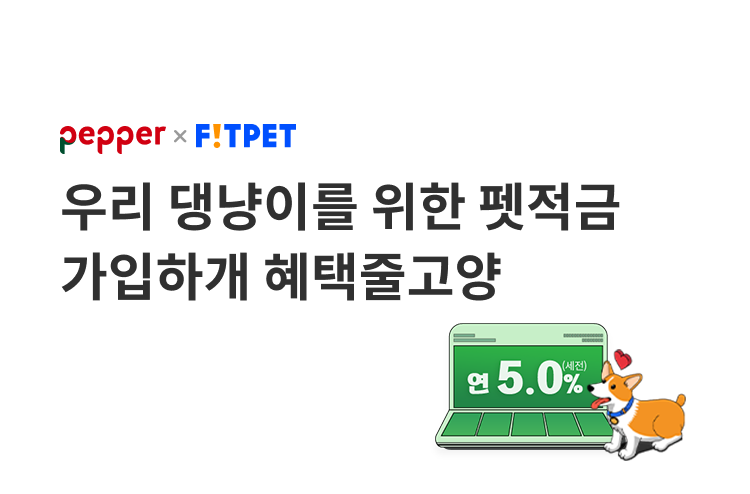 pepper × F!TPET
우리 댕냥이를 위한 펫적금
가입하개 혜택줄고양
연 5.0% (세전)